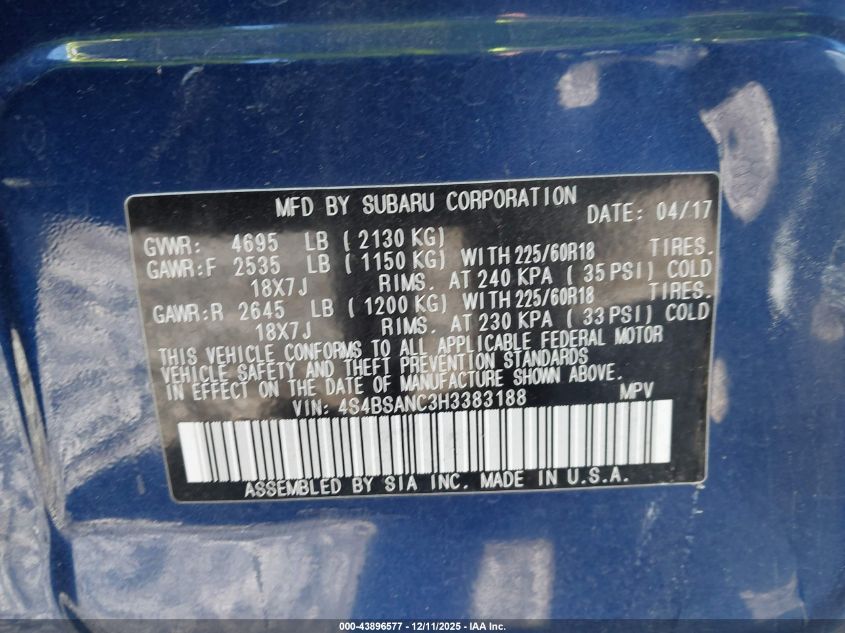 MFD BY SUBARU CORPORATION DATE: 04/17
GVWR: 4695 LB ( 2130 KG)
GAWR:F 2535 LB ( 1150 KG) WITH 225/60R18 TIRES.
18X7J RIMS. AT 240 KPA ( 35 PSI) COLD
GAWR:R 2645 LB ( 1200 KG) WITH 225/60R18 TIRES.
18X7J RIMS. AT 230 KPA ( 33 PSI) COLD
THIS VEHICLE CONFORMS TO ALL APPLICABLE FEDERAL MOTOR
VEHICLE SAFETY AND THEFT PREVENTION STANDARDS
IN EFFECT ON THE DATE OF MANUFACTURE SHOWN ABOVE.
VIN: 4S4BSANC3H3383188 MPV
ASSEMBLED BY SIA INC. MADE IN U.S.A.
000-43896577 - 12/11/2025 - IAA Inc.